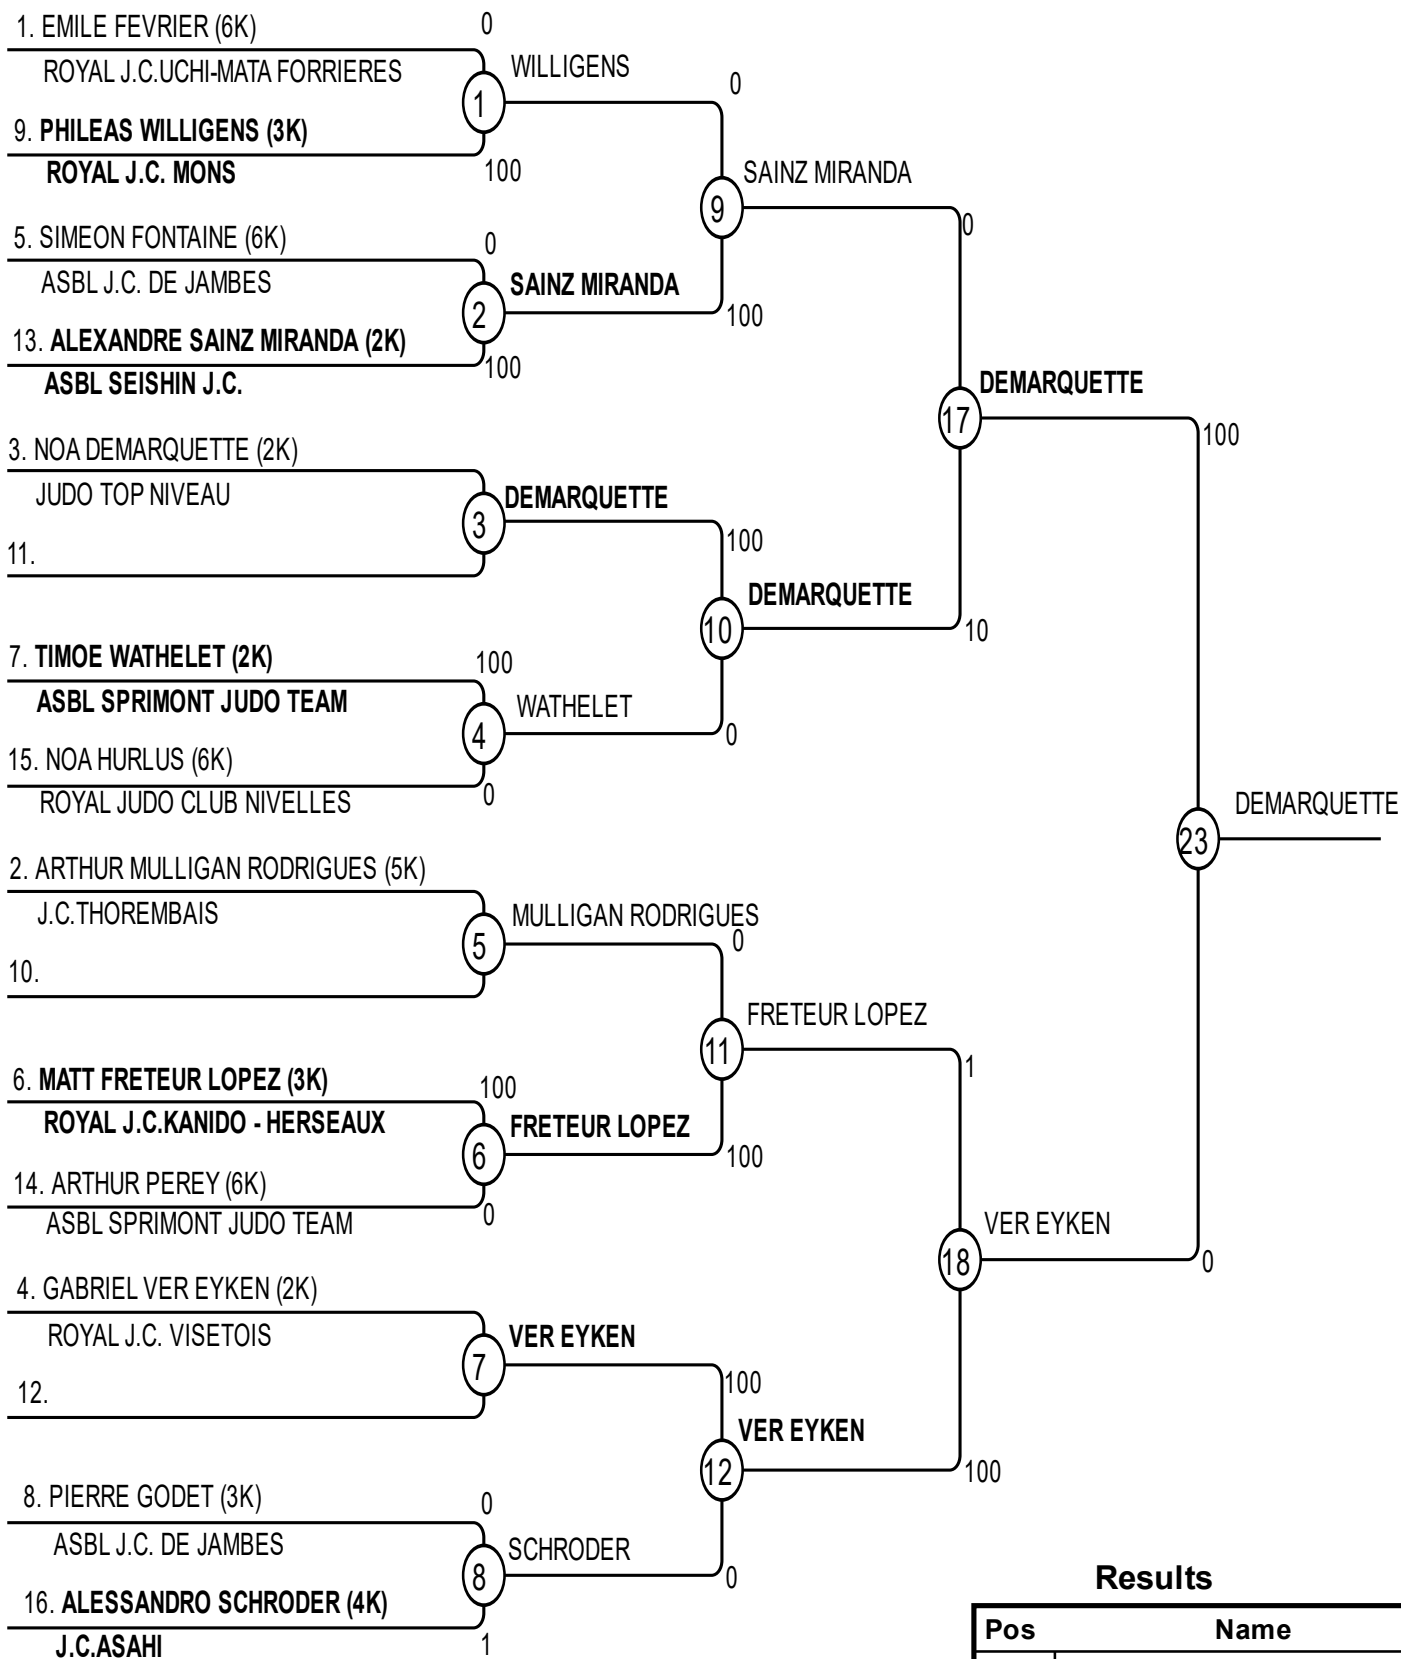 1. EMILE FEVRIER (6K)
0
ROYAL J.C.UCHI-MATA FORRIERES
1
WILLIGENS
0
9. PHILEAS WILLIGENS (3K)
ROYAL J.C. MONS
100
9
SAINZ MIRANDA
0
5. SIMEON FONTAINE (6K)
0
ASBL J.C. DE JAMBES
2
SAINZ MIRANDA
100
13. ALEXANDRE SAINZ MIRANDA (2K)
ASBL SEISHIN J.C.
100
17
DEMARQUETTE
100
3. NOA DEMARQUETTE (2K)
JUDO TOP NIVEAU
3
DEMARQUETTE
100
11.
10
DEMARQUETTE
10
7. TIMOE WATHELET (2K)
100
ASBL SPRIMONT JUDO TEAM
4
WATHELET
0
15. NOA HURLUS (6K)
ROYAL JUDO CLUB NIVELLES
0
23
DEMARQUETTE
2. ARTHUR MULLIGAN RODRIGUES (5K)
J.C.THOREMBAIS
5
MULLIGAN RODRIGUES
0
10.
11
FRETEUR LOPEZ
1
6. MATT FRETEUR LOPEZ (3K)
100
ROYAL J.C.KANIDO - HERSEAUX
6
FRETEUR LOPEZ
100
14. ARTHUR PEREY (6K)
ASBL SPRIMONT JUDO TEAM
0
18
VER EYKEN
0
4. GABRIEL VER EYKEN (2K)
ROYAL J.C. VISETOIS
7
VER EYKEN
100
12.
12
VER EYKEN
100
8. PIERRE GODET (3K)
0
ASBL J.C. DE JAMBES
8
SCHRODER
0
16. ALESSANDRO SCHRODER (4K)
J.C.ASAHI
1
Results
Pos Name